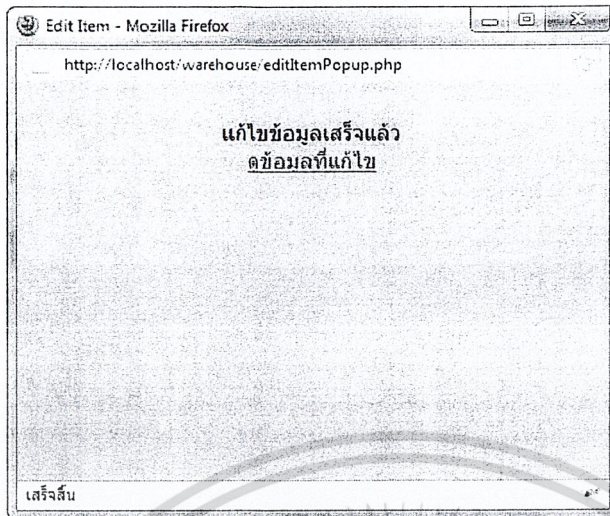 Edit Item - Mozilla Firefox
http://localhost/warehouse/editItemPopup.php
แก้ไขข้อมูลเสร็จแล้ว
ดูข้อมูลที่แก้ไข
เสร็จสิ้น